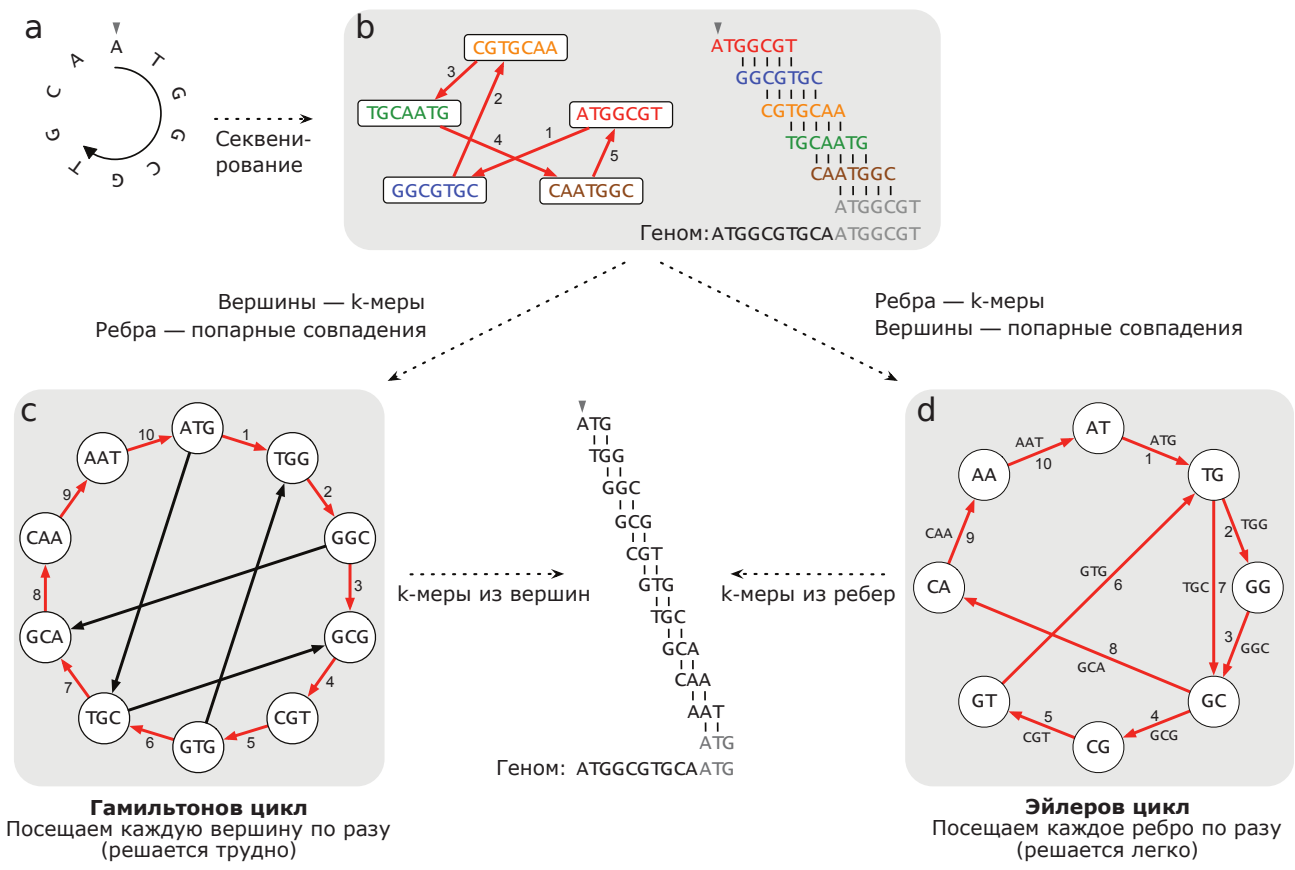 a
A
T
G
G
C
G
T
G
C
A
Секвени-
рование
b
CGTGCAA
TGCAATG
ATGGCGT
GGCGTGC
CAATGGC
3
2
1
4
5
ATGGCGT
GGCGTGC
CGTGCAA
TGCAATG
CAATGGC
ATGGCGT
Геном:ATGGCGTGCAATGGCGT
Вершины — k-меры
Ребра — попарные совпадения
Ребра — k-меры
Вершины — попарные совпадения
c
ATG
TGG
GGC
GCG
CGT
GTG
TGC
GCA
CAA
AAT
1
2
3
4
5
6
7
8
9
10
Гамильтонов цикл
Посещаем каждую вершину по разу
(решается трудно)
k-меры из вершин
ATG
TGG
GGC
GCG
CGT
GTG
TGC
GCA
CAA
AAT
ATG
Геном: ATGGCGTGCAATG
k-меры из ребер
d
AT
TG
GG
GC
CG
GT
CA
AA
ATG
1
TGG
2
3
GGC
4
GCG
5
CGT
GTG
6
TGC 7
8
GCA
CAA 9
AAT
10
Эйлеров цикл
Посещаем каждое ребро по разу
(решается легко)